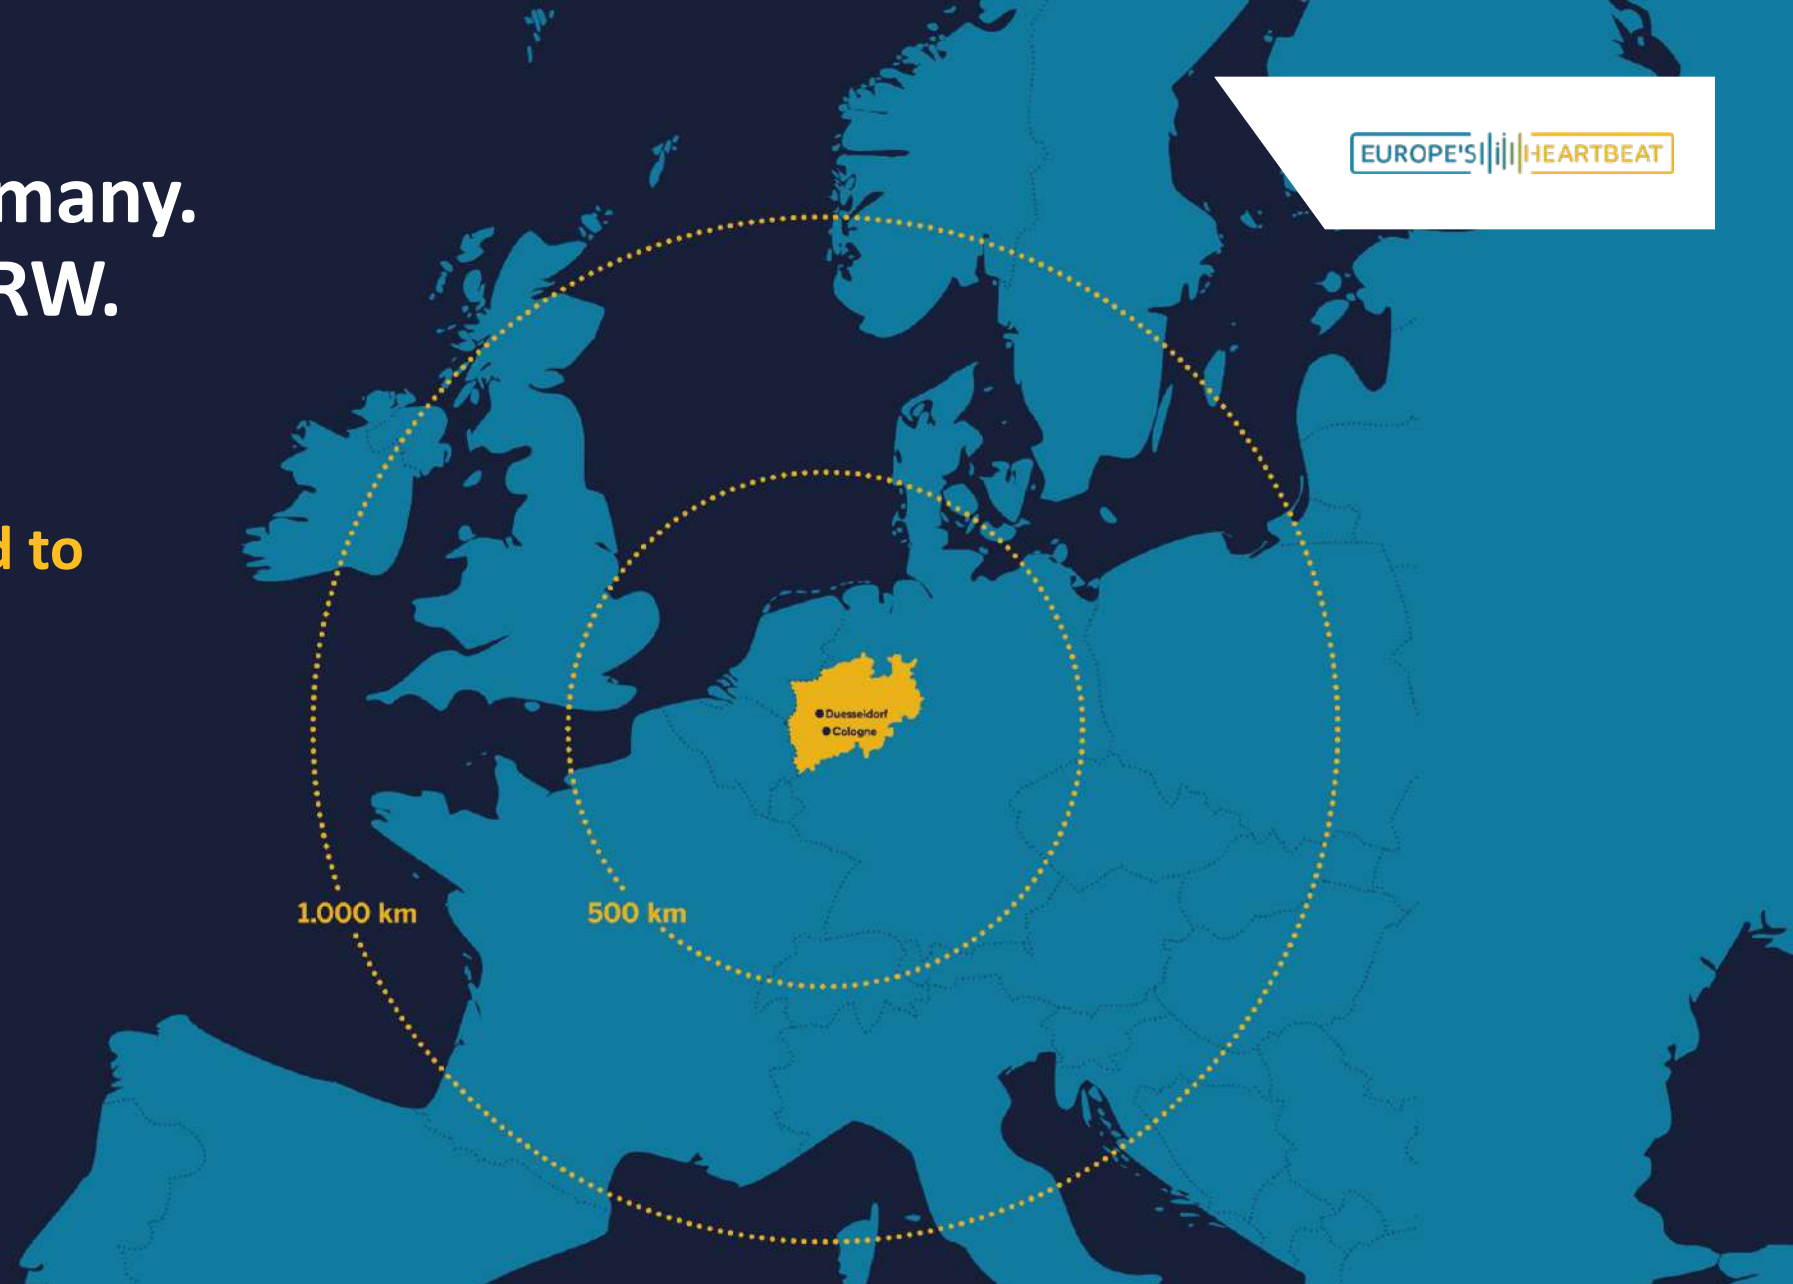 many.
RW.
d to
EUROPE'S HEARTBEAT
Duesseldorf
Cologne
1.000 km
500 km